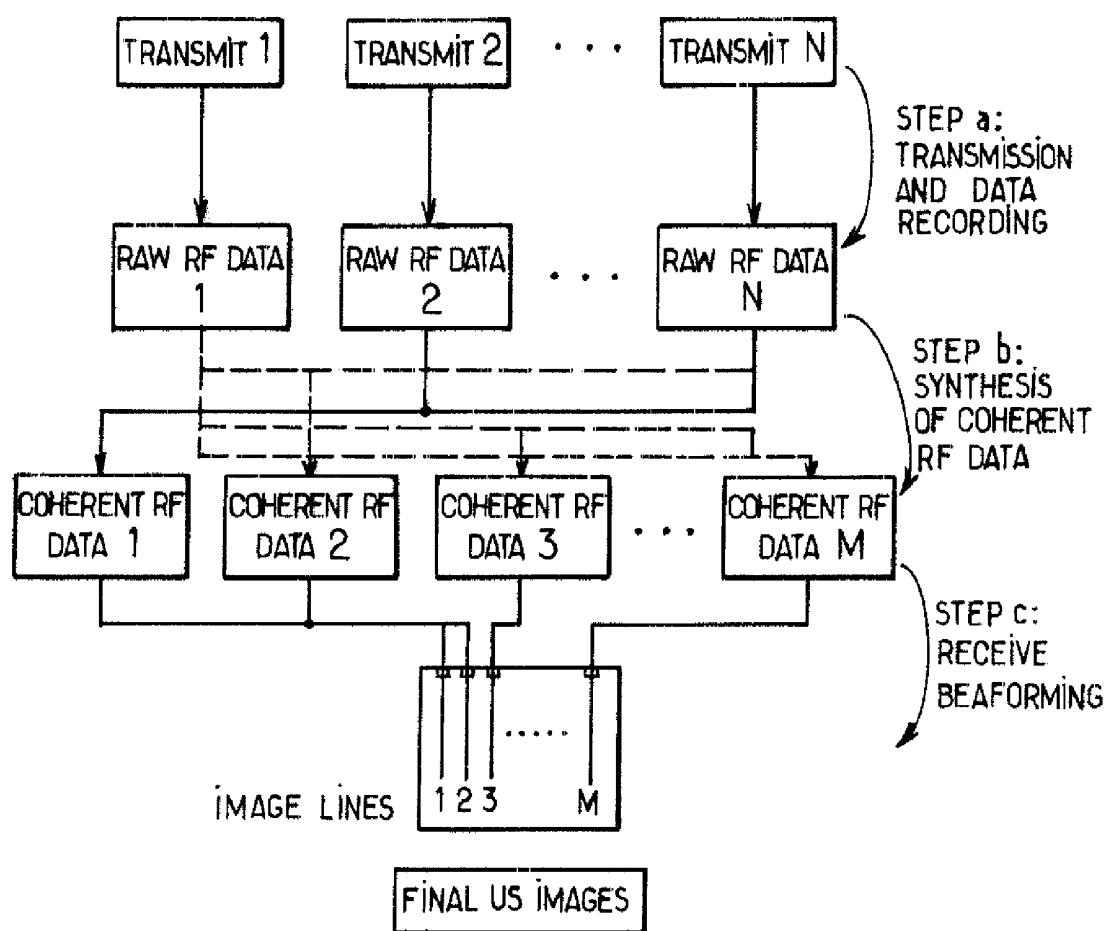 TRANSMIT 1
TRANSMIT 2
. . .
TRANSMIT N
STEP a:
TRANSMISSION
AND DATA
RECORDING
RAW RF DATA
1
RAW RF DATA
2
. . .
RAW RF DATA
N
STEP b:
SYNTHESIS
OF COHERENT
RF DATA
COHERENT RF
DATA 1
COHERENT RF
DATA 2
COHERENT RF
DATA 3
. . .
COHERENT RF
DATA M
STEP c:
RECEIVE
BEAFORMING
.....
IMAGE LINES
1 2 3 M
FINAL US IMAGES